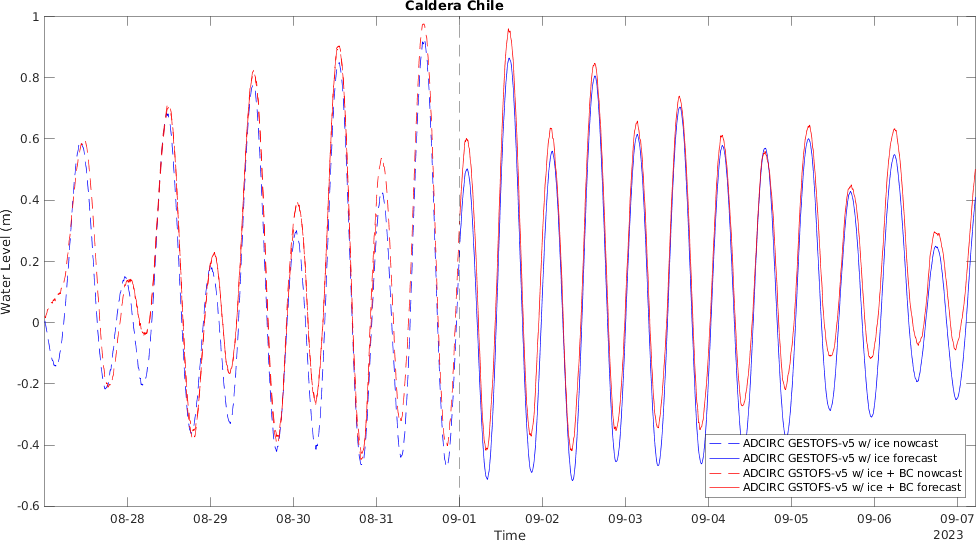 Caldera Chile
1
0.8
0.6
0.4
0.2
0
-0.2
-0.4
-0.6
Water Level (m)
ADCIRC GESTOFS-v5 w/ ice nowcast
ADCIRC GESTOFS-v5 w/ ice forecast
ADCIRC GSTOFS-v5 w/ ice + BC nowcast
ADCIRC GSTOFS-v5 w/ ice + BC forecast
08-28 08-29 08-30 08-31 09-01 09-02 09-03 09-04 09-05 09-06 09-07
Time
2023